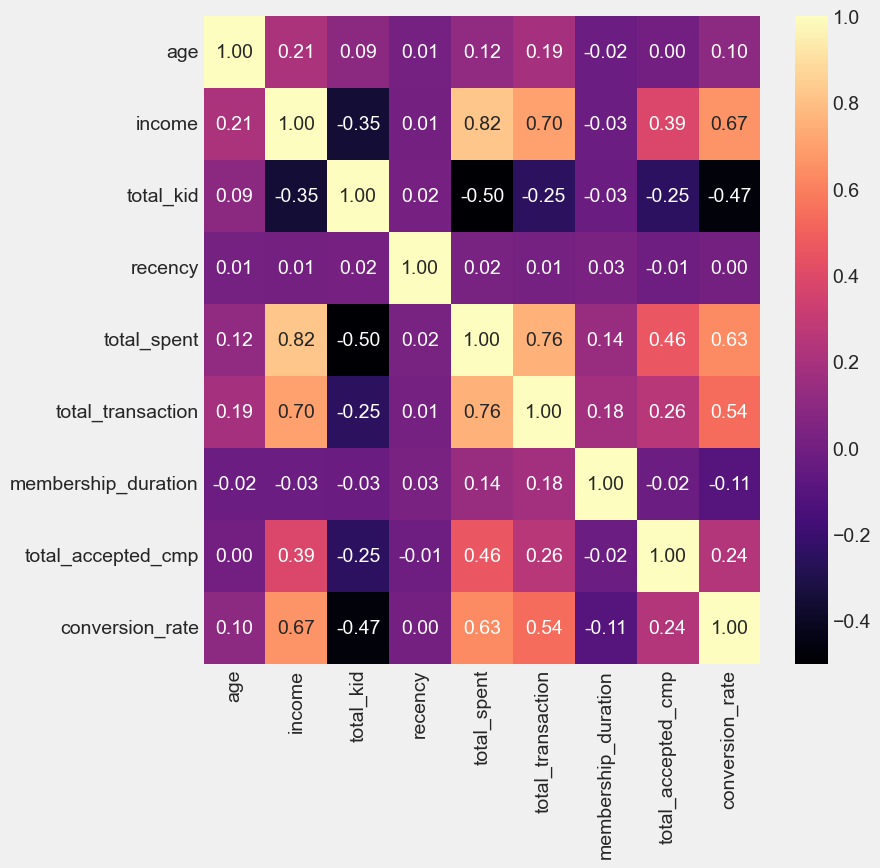 age 1.00 0.21 0.09 0.01 0.12 0.19 -0.02 0.00 0.10
income 0.21 1.00 -0.35 0.01 0.82 0.70 -0.03 0.39 0.67
total_kid 0.09 -0.35 1.00 0.02 -0.50 -0.25 -0.03 -0.25 -0.47
recency 0.01 0.01 0.02 1.00 0.02 0.01 0.03 -0.01 0.00
total_spent 0.12 0.82 -0.50 0.02 1.00 0.76 0.14 0.46 0.63
total_transaction 0.19 0.70 -0.25 0.01 0.76 1.00 0.18 0.26 0.54
membership_duration -0.02 -0.03 -0.03 0.03 0.14 0.18 1.00 -0.02 -0.11
total_accepted_cmp 0.00 0.39 -0.25 -0.01 0.46 0.26 -0.02 1.00 0.24
conversion_rate 0.10 0.67 -0.47 0.00 0.63 0.54 -0.11 0.24 1.00
age
income
total_kid
recency
total_spent
total_transaction
membership_duration
total_accepted_cmp
conversion_rate
1.0
0.8
0.6
0.4
0.2
0.0
−0.2
−0.4